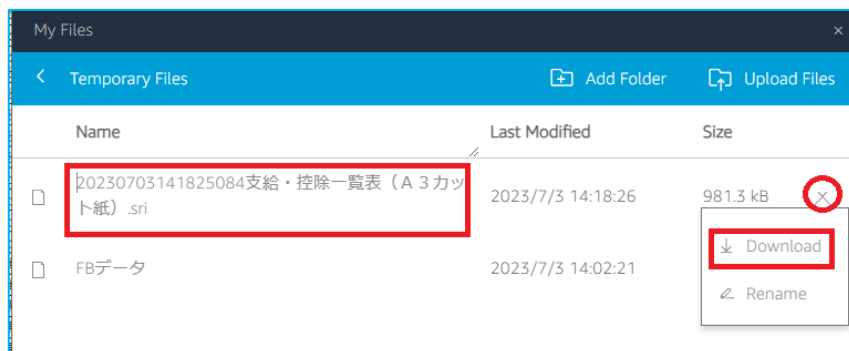 My Files
Temporary Files Add Folder Upload Files
Name Last Modified Size
20230703141825084支給・控除一覧表（Ａ３カッ
ト紙）.sri
2023/7/3 14:18:26 981.3 kB
Download
FBデータ 2023/7/3 14:02:21
Rename